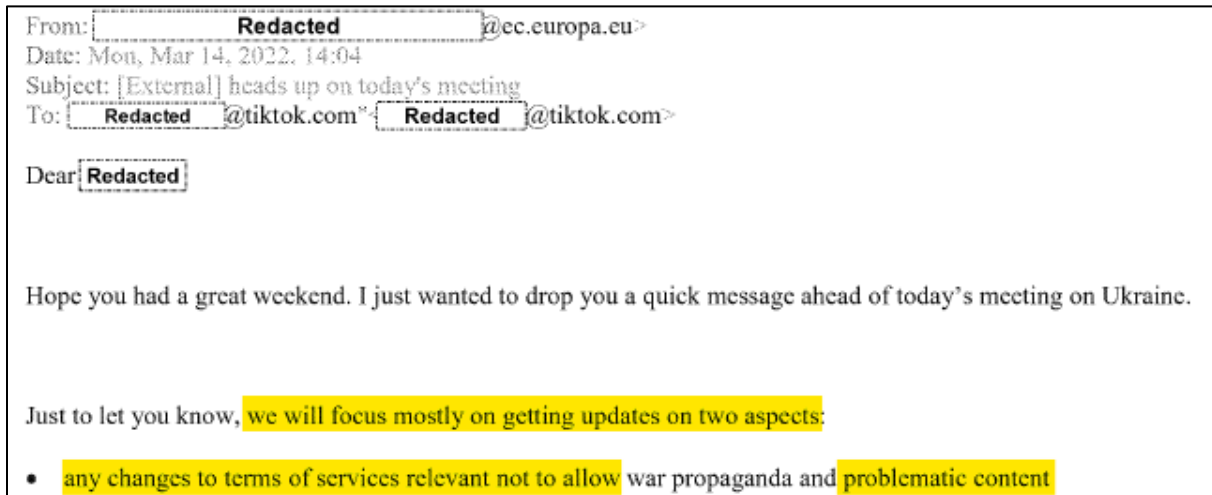 From: Redacted @ec.europa.eu>
Date: Mon, Mar 14, 2022, 14:04
Subject: [External] heads up on today's meeting
To: Redacted @tiktok.com"< Redacted @tiktok.com>
Dear Redacted
Hope you had a great weekend. I just wanted to drop you a quick message ahead of today's meeting on Ukraine.
Just to let you know, we will focus mostly on getting updates on two aspects:
• any changes to terms of services relevant not to allow war propaganda and problematic content